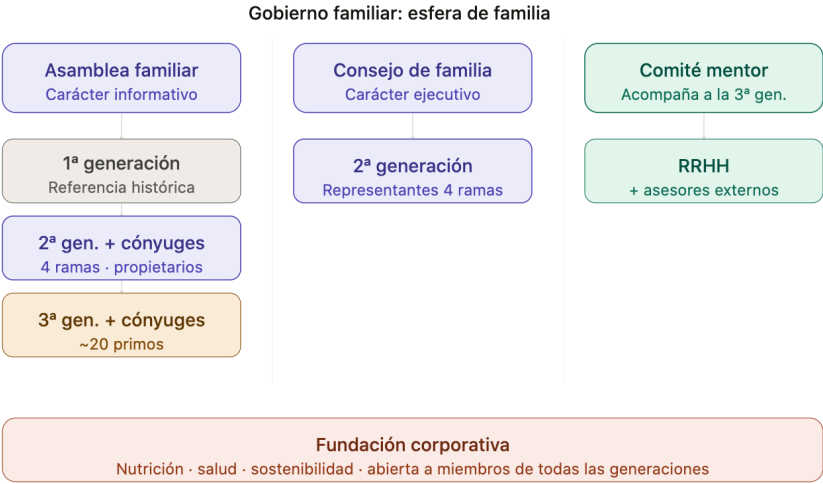 Gobierno familiar: esfera de familia
Asamblea familiar
Carácter informativo
1ª generación
Referencia histórica
2ª gen. + cónyuges
4 ramas · propietarios
3ª gen. + cónyuges
~20 primos
Consejo de familia
Carácter ejecutivo
2ª generación
Representantes 4 ramas
Comité mentor
Acompaña a la 3ª gen.
RRHH
+ asesores externos
Fundación corporativa
Nutrición · salud · sostenibilidad · abierta a miembros de todas las generaciones